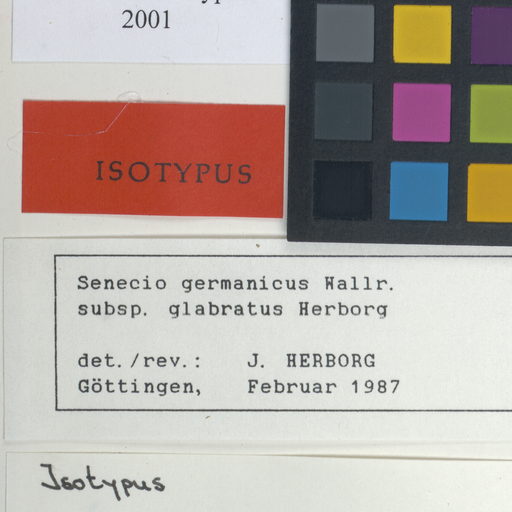 2001
ISOTYPUS
Senecio germanicus Wallr.
subsp. glabratus Herborg
det./rev.: J. HERBORG
Göttingen, Februar 1987
Isotypus